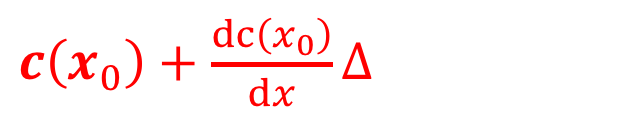 c(x₀) + dc(x₀)/dx Δ